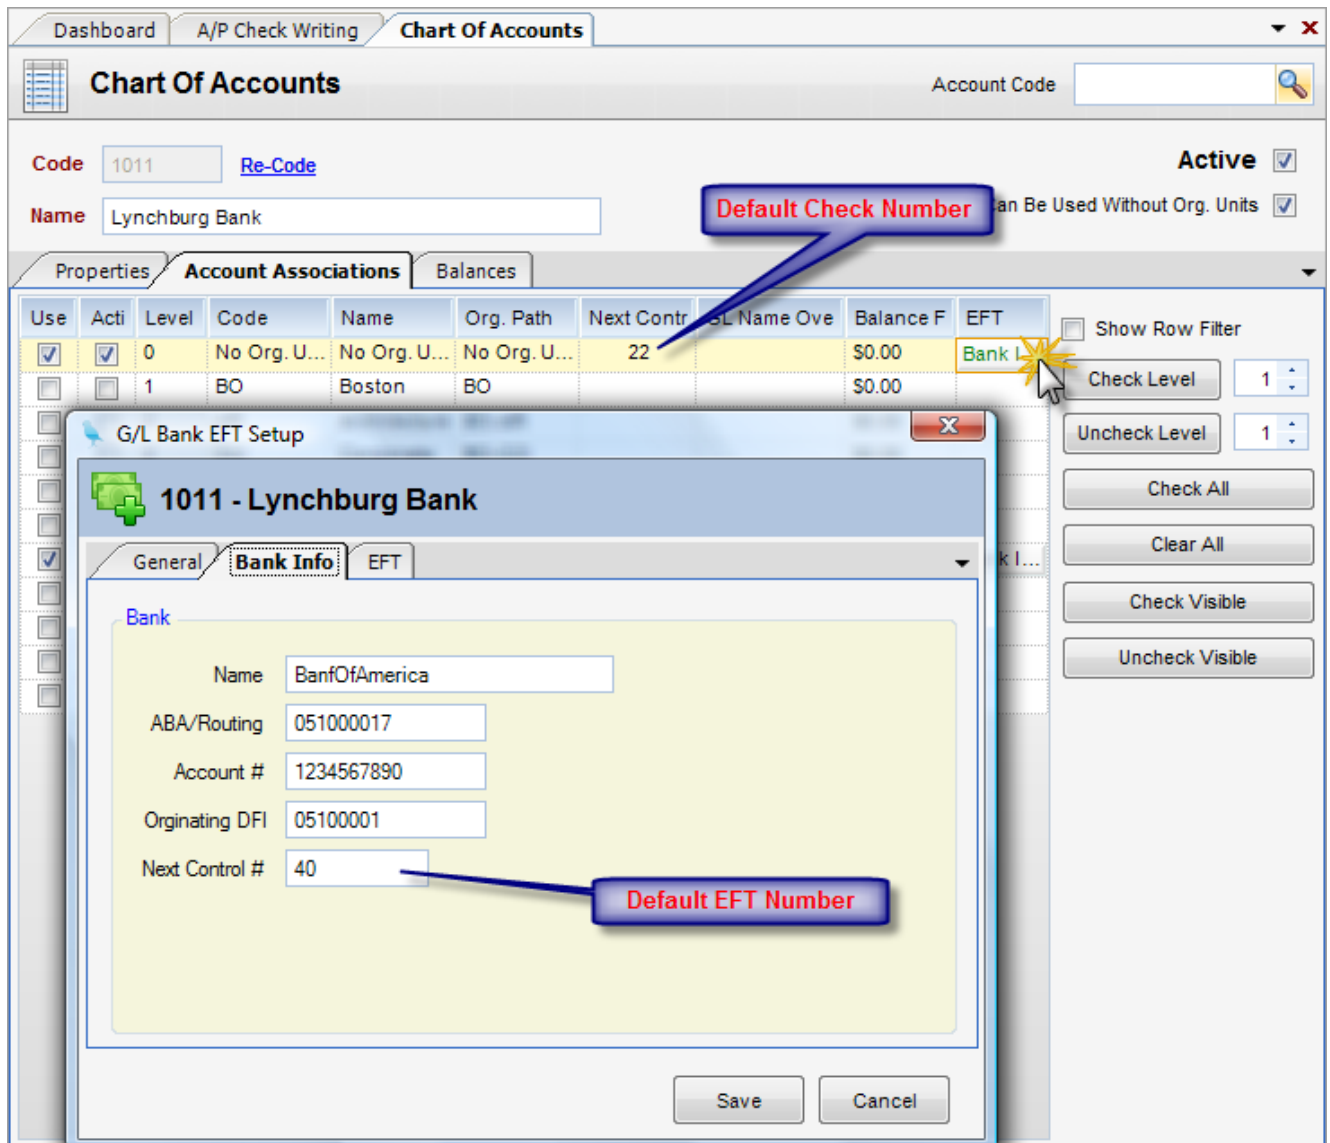 Dashboard A/P Check Writing Chart Of Accounts
Chart Of Accounts Account Code
Code 1011 Re-Code Active
Name Lynchburg Bank Default Check Number an Be Used Without Org. Units
Properties Account Associations Balances
Use Acti Level Code Name Org. Path Next Contr GL Name Ove Balance F EFT
Show Row Filter
0 No Org. U... No Org. U... No Org. U... 22 $0.00 Bank I...
1 BO Boston BO $0.00
Check Level 1
Uncheck Level 1
Check All
Clear All
k I...
Check Visible
Uncheck Visible
G/L Bank EFT Setup
1011 - Lynchburg Bank
General Bank Info EFT
Bank
Name BanfOfAmerica
ABA/Routing 051000017
Account # 1234567890
Orginating DFI 05100001
Next Control # 40
Default EFT Number
Save Cancel